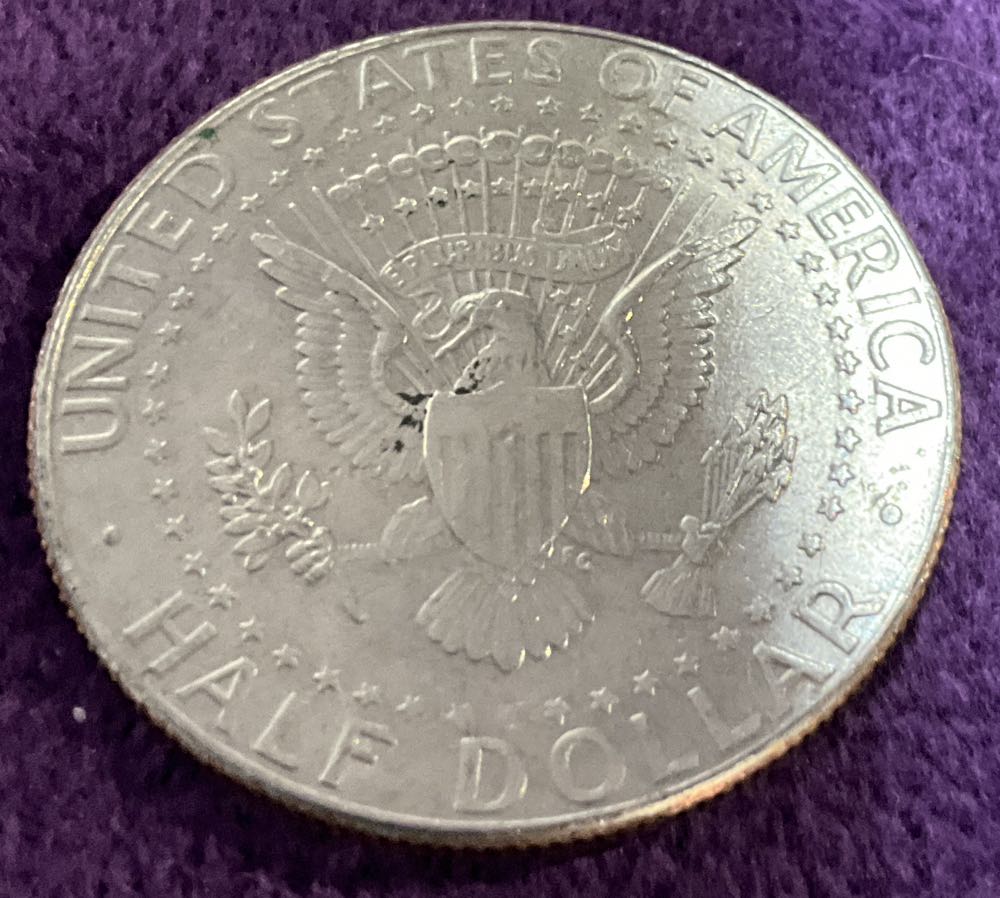 UNITED STATES OF AMERICA
E PLURIBUS UNUM
FG
HALF DOLLAR